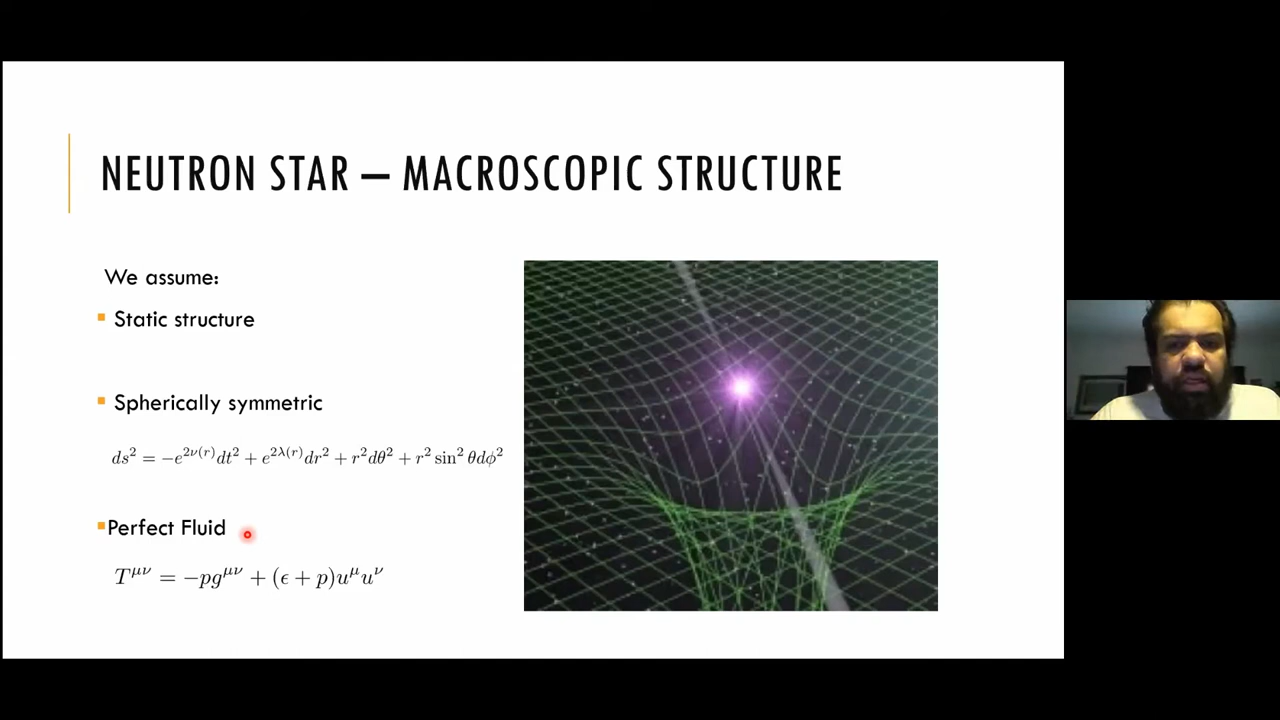 NEUTRON STAR – MACROSCOPIC STRUCTURE
We assume:
▪ Static structure
▪ Spherically symmetric
ds² = −e^{2ν(r)}dt² + e^{2λ(r)}dr² + r²dθ² + r² sin² θdϕ²
▪Perfect Fluid
T^{μν} = −pg^{μν} + (ϵ + p)u^μu^ν